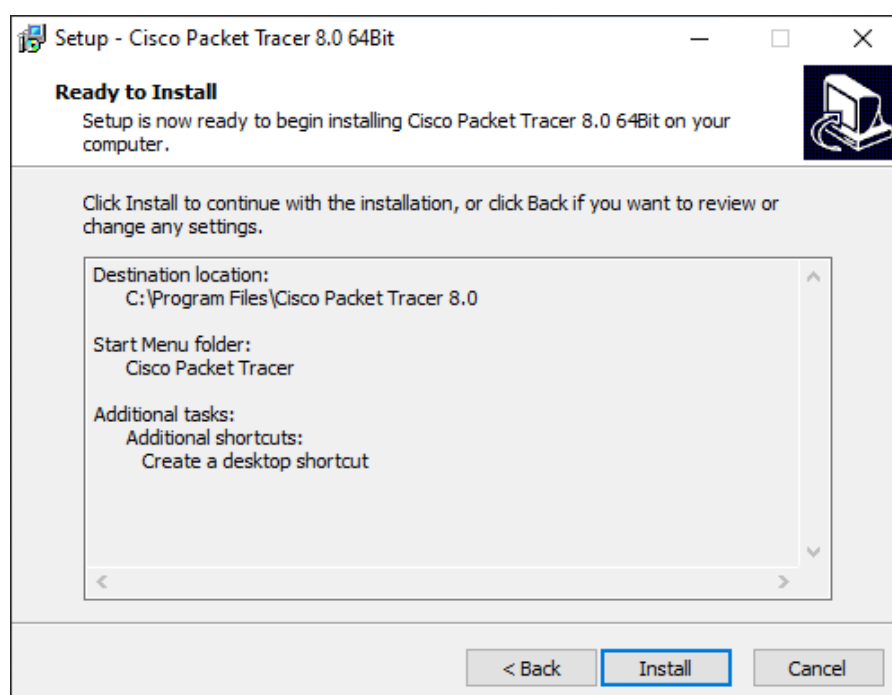 Setup - Cisco Packet Tracer 8.0 64Bit
Ready to Install
Setup is now ready to begin installing Cisco Packet Tracer 8.0 64Bit on your
computer.
Click Install to continue with the installation, or click Back if you want to review or
change any settings.
Destination location:
C:\Program Files\Cisco Packet Tracer 8.0
Start Menu folder:
Cisco Packet Tracer
Additional tasks:
Additional shortcuts:
Create a desktop shortcut
< Back
Install
Cancel